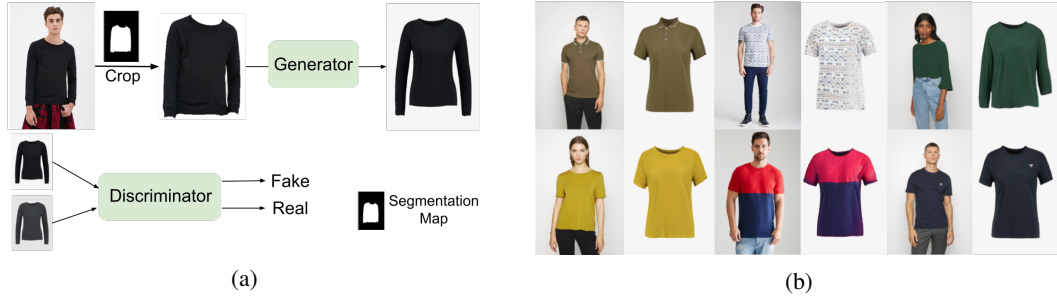 Crop
Generator
Discriminator
Fake
Real
Segmentation
Map
(a)
(b)